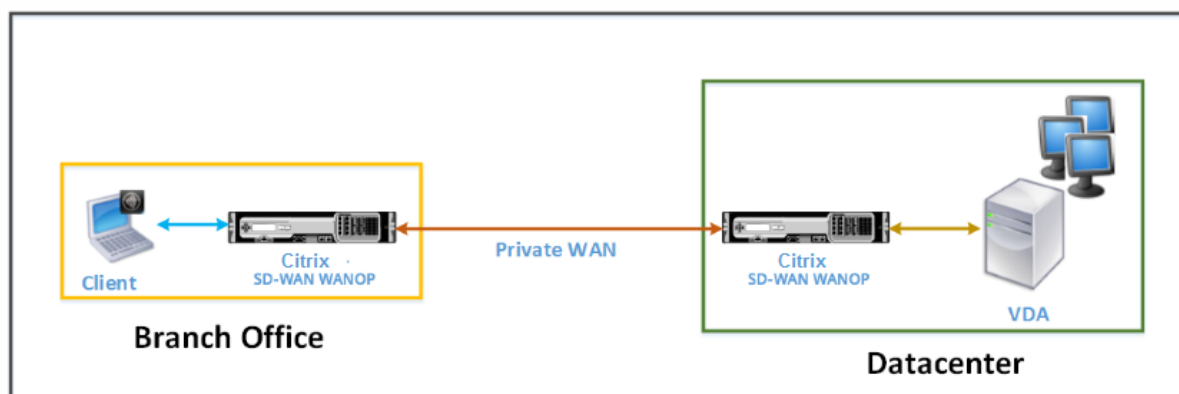 Client
Citrix
SD-WAN WANOP
Branch Office
Private WAN
Citrix
SD-WAN WANOP
VDA
Datacenter